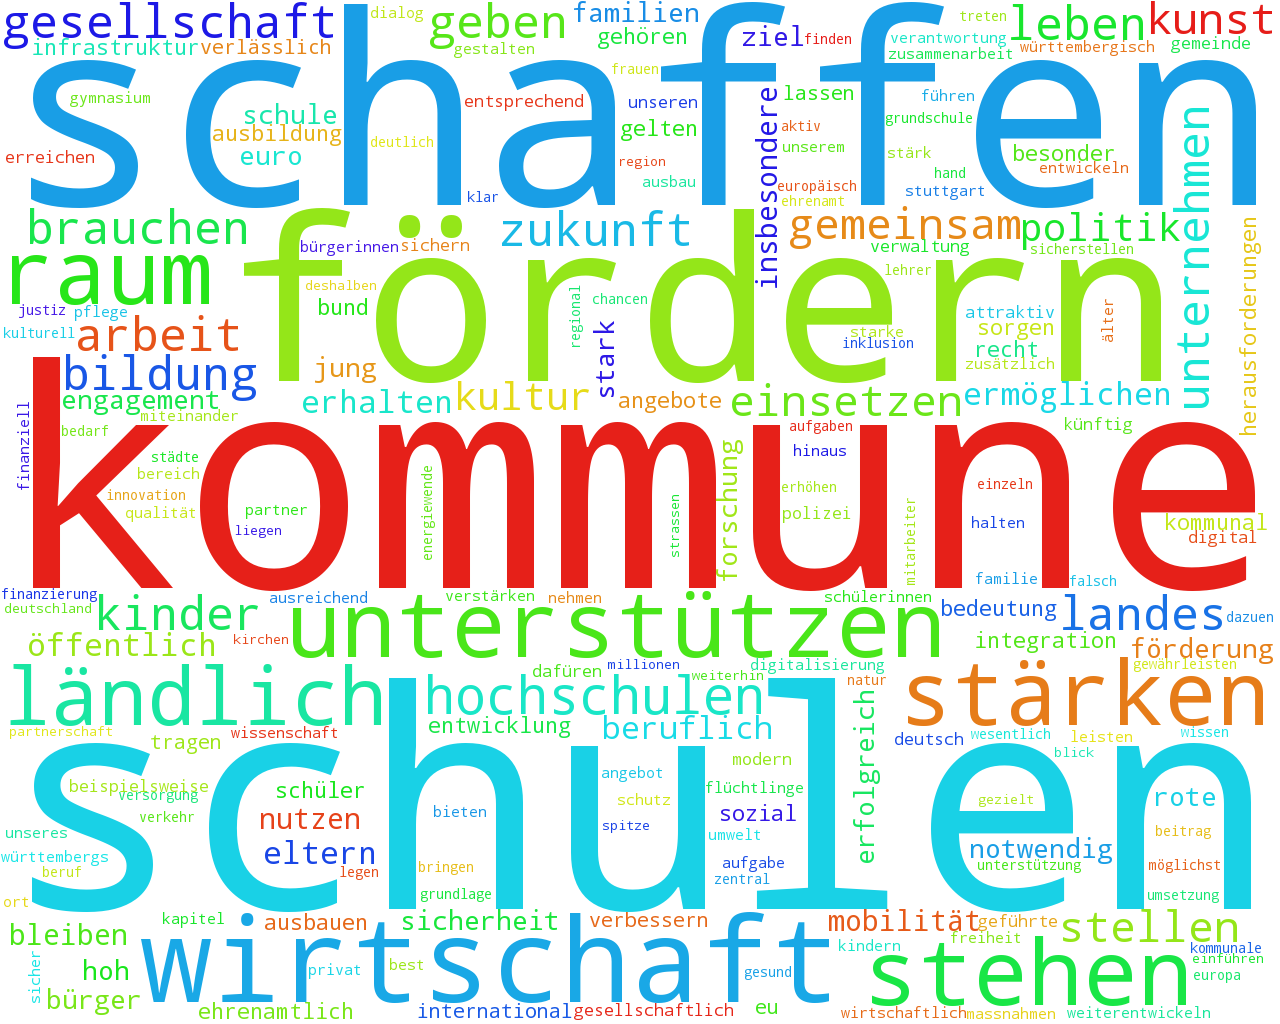 gesellschaft
dialog
geben
familien
ziel
finden
treten
leben
kunst
infrastruktur
verlässlich
gestalten
gehören
verantwortung
zusammenarbeit
württembergisch
gemeinde
schaffen
frauen
gymnasium
schule
entsprechend
unseren
lassen
führen
ausbildung
deutlich
gelten
insbesondere
aktiv
grundschule
unternehmen
erreichen
euro
region
unserem
stärk
besonder
entwickeln
ausbau
europäisch
hand
klar
ehrenamt
stuttgart
brauchen
bürgerinnen
sichern
zukunft
gemeinsam
politik
verwaltung
sicherstellen
herausforderungen
raum
fördern
deshalben
lehrer
justiz
pflege
bund
regional
chancen
attraktiv
älter
kulturell
arbeit
stark
starke
sorgen
inklusion
recht
bildung
jung
zusätzlich
engagement
erhalten
kultur
angebote
einsetzen
ermöglichen
finanziell
miteinander
bedarf
aufgaben
künftig
kommune
städte
hinaus
bereich
forschung
innovation
energiewende
erhöhen
einzeln
qualität
partner
strassen
polizei
mitarbeiter
halten
kommunal
liegen
digital
familie
falsch
finanzierung
deutschland
kinder
ausreichend
verstärken
nehmen
schülerinnen
bedeutung
landes
dazuen
unterstützen
öffentlich
kirchen
integration
förderung
ländlich
dafüren
millionen
weiterhin
digitalisierung
natur
gewährleisten
hochschulen
stärken
partnerschaft
tragen
wissenschaft
entwicklung
beruflich
erfolgreich
deutsch
wesentlich
leisten
wissen
blick
schulen
modern
angebot
beispielsweise
versorgung
schüler
flüchtlinge
schutz
gezielt
rote
verkehr
nutzen
bieten
sozial
unseres
spitze
umwelt
beitrag
württembergs
eltern
notwendig
beruf
legen
bringen
aufgabe
zentral
unterstützung
möglichst
grundlage
umsetzung
ort
kapitel
ausbauen
sicherheit
verbessern
mobilität
geführte
stellen
bleiben
wirtschaft
kindern
freiheit
kommunale
sicher
hoh
privat
best
gesund
stehen
einführen
europa
bürger
ehrenamtlich
international
gesellschaftlich
eu
wirtschaftlich
massnahmen
weiterentwickeln